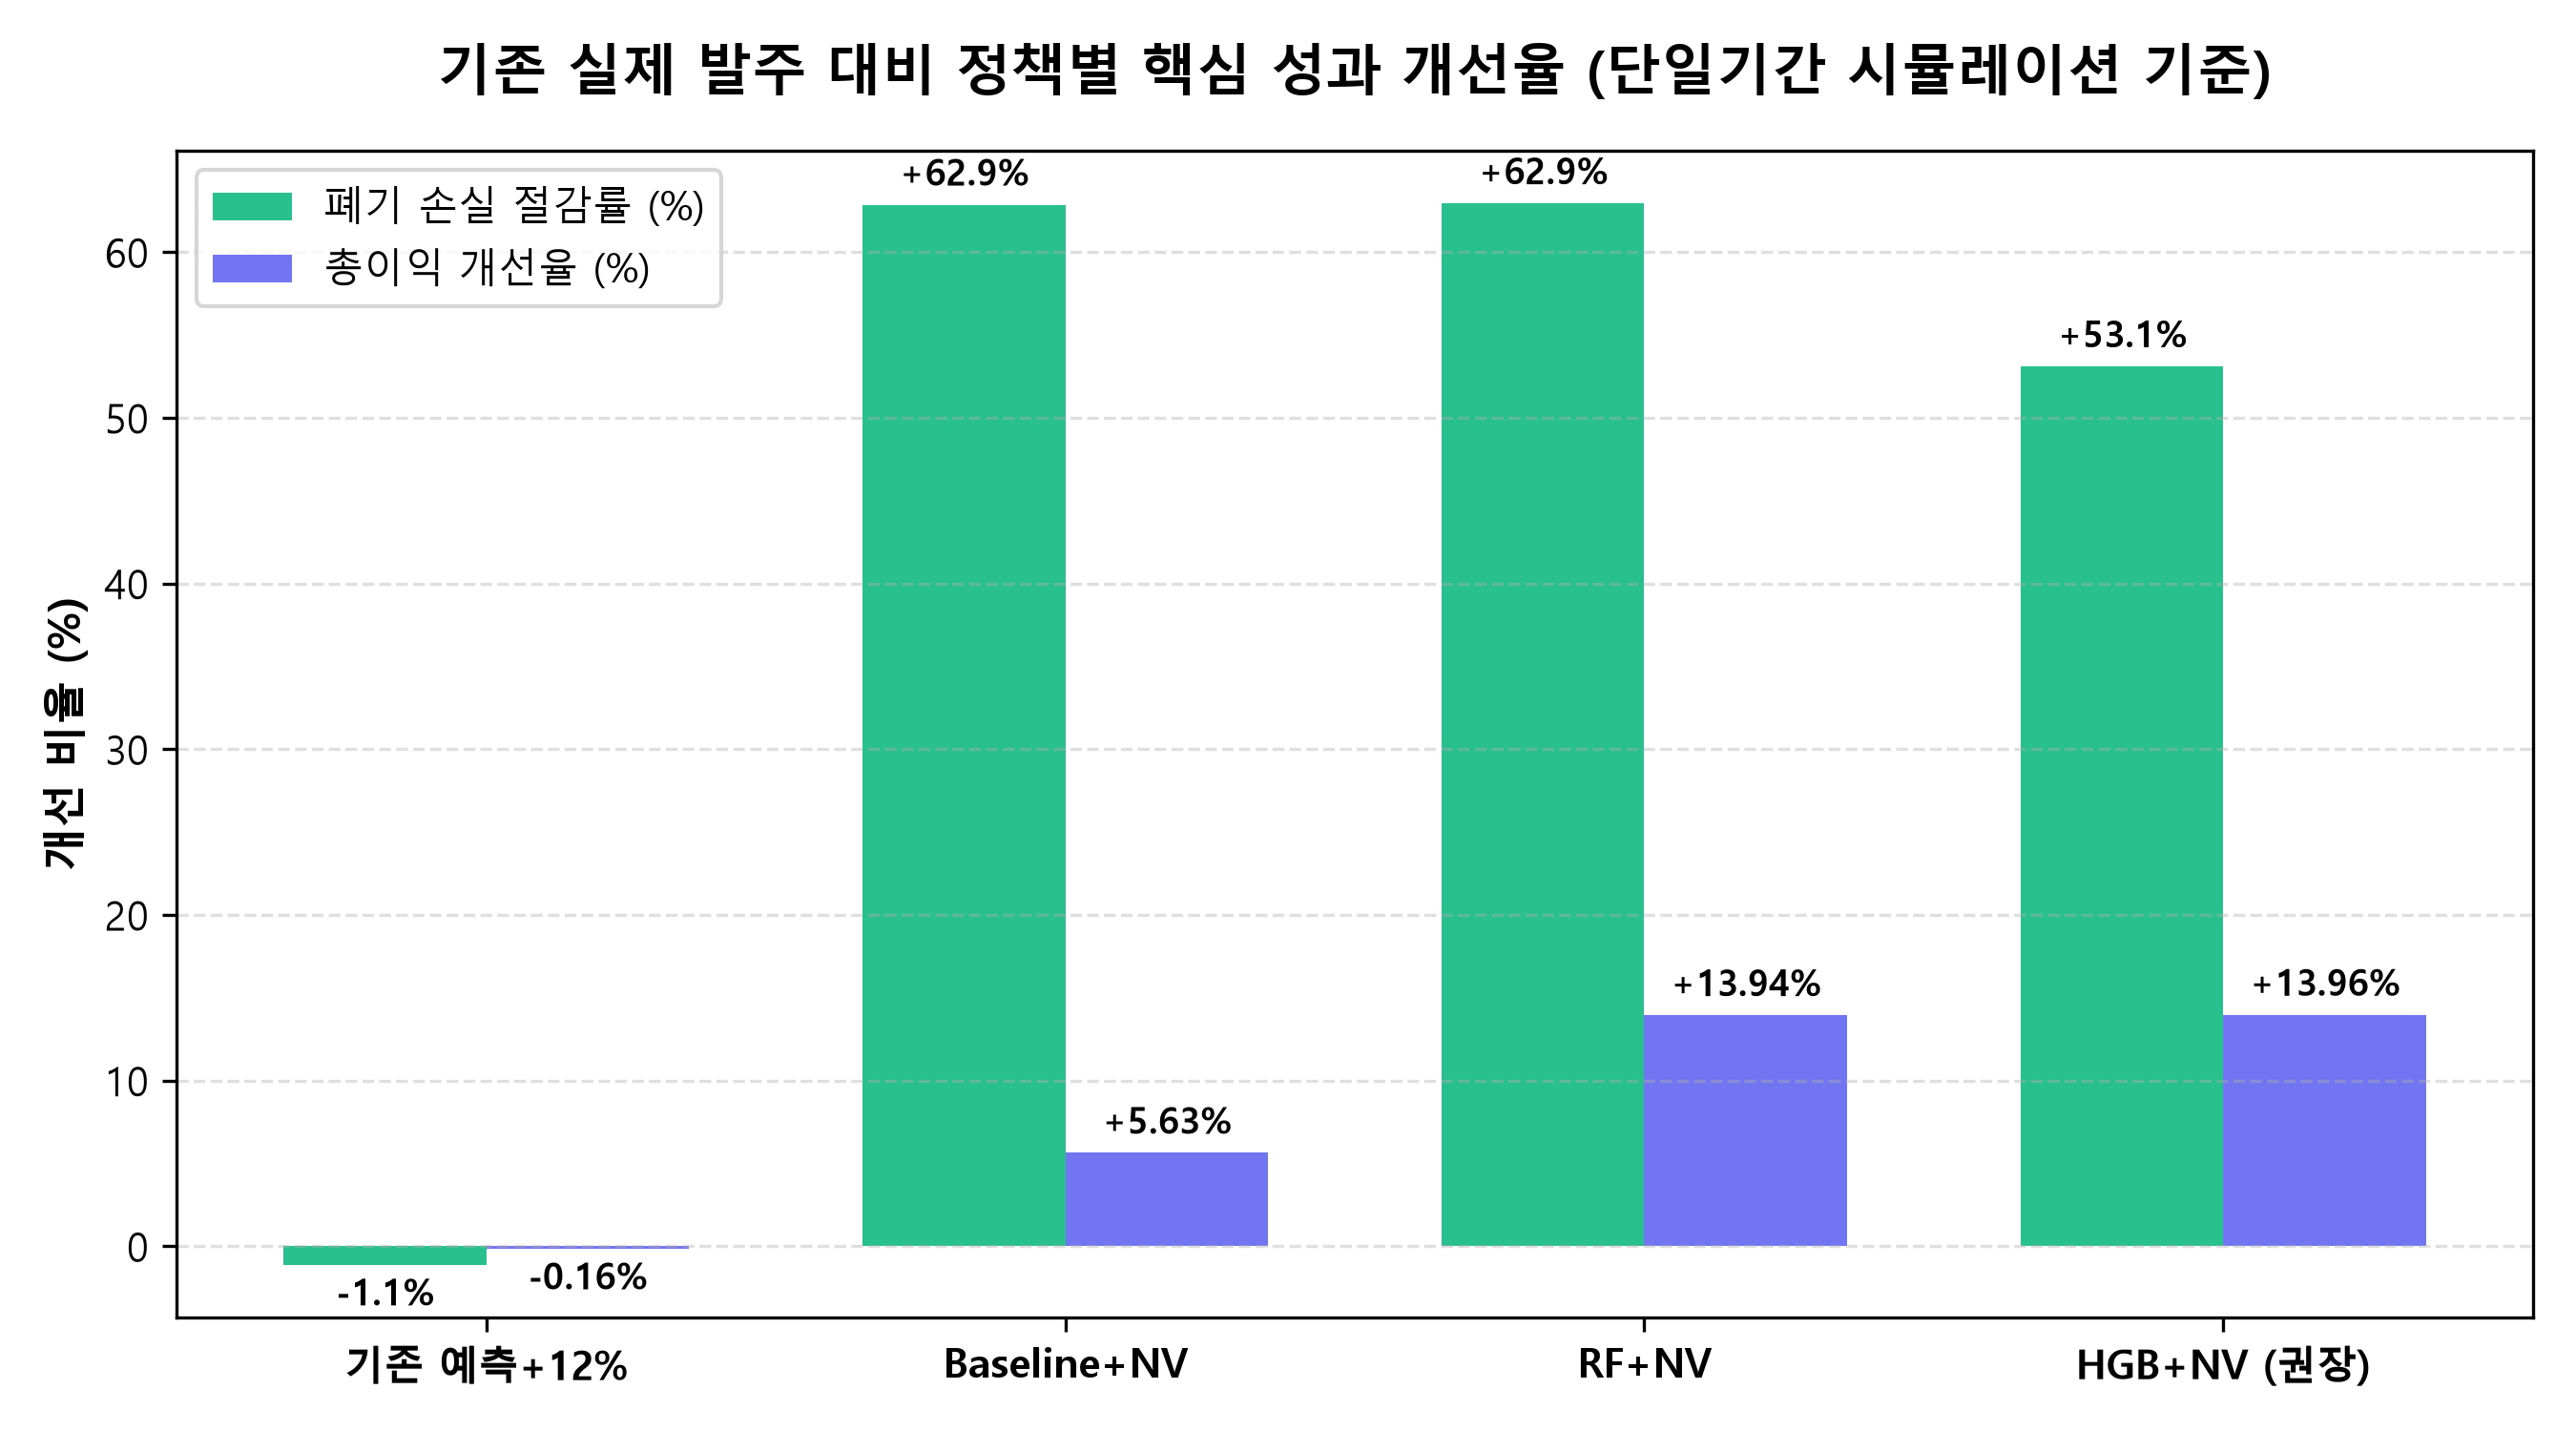 기존 실제 발주 대비 정책별 핵심 성과 개선율 (단일기간 시뮬레이션 기준)
폐기 손실 절감률 (%)
총이익 개선율 (%)
개선 비율 (%)
60
50
40
30
20
10
0
-1.1%
-0.16%
+62.9%
+5.63%
+62.9%
+13.94%
+53.1%
+13.96%
기존 예측+12%
Baseline+NV
RF+NV
HGB+NV (권장)